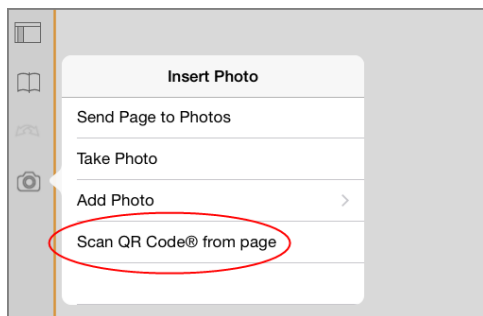 Insert Photo
Send Page to Photos
Take Photo
Add Photo
Scan QR Code® from page